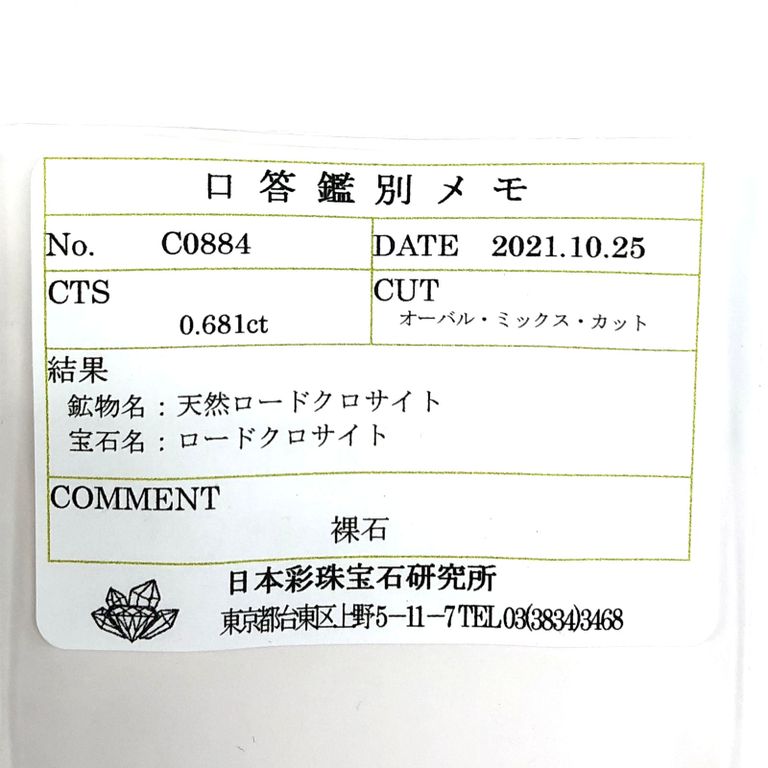 口答鑑別メモ
No. C0884 DATE 2021.10.25
CTS CUT
0.681ct オーバル・ミックス・カット
結果
鉱物名：天然ロードクロサイト
宝石名：ロードクロサイト
COMMENT
裸石
日本彩珠宝石研究所
東京都台東区上野5−11−7 TEL 03(3834)3468